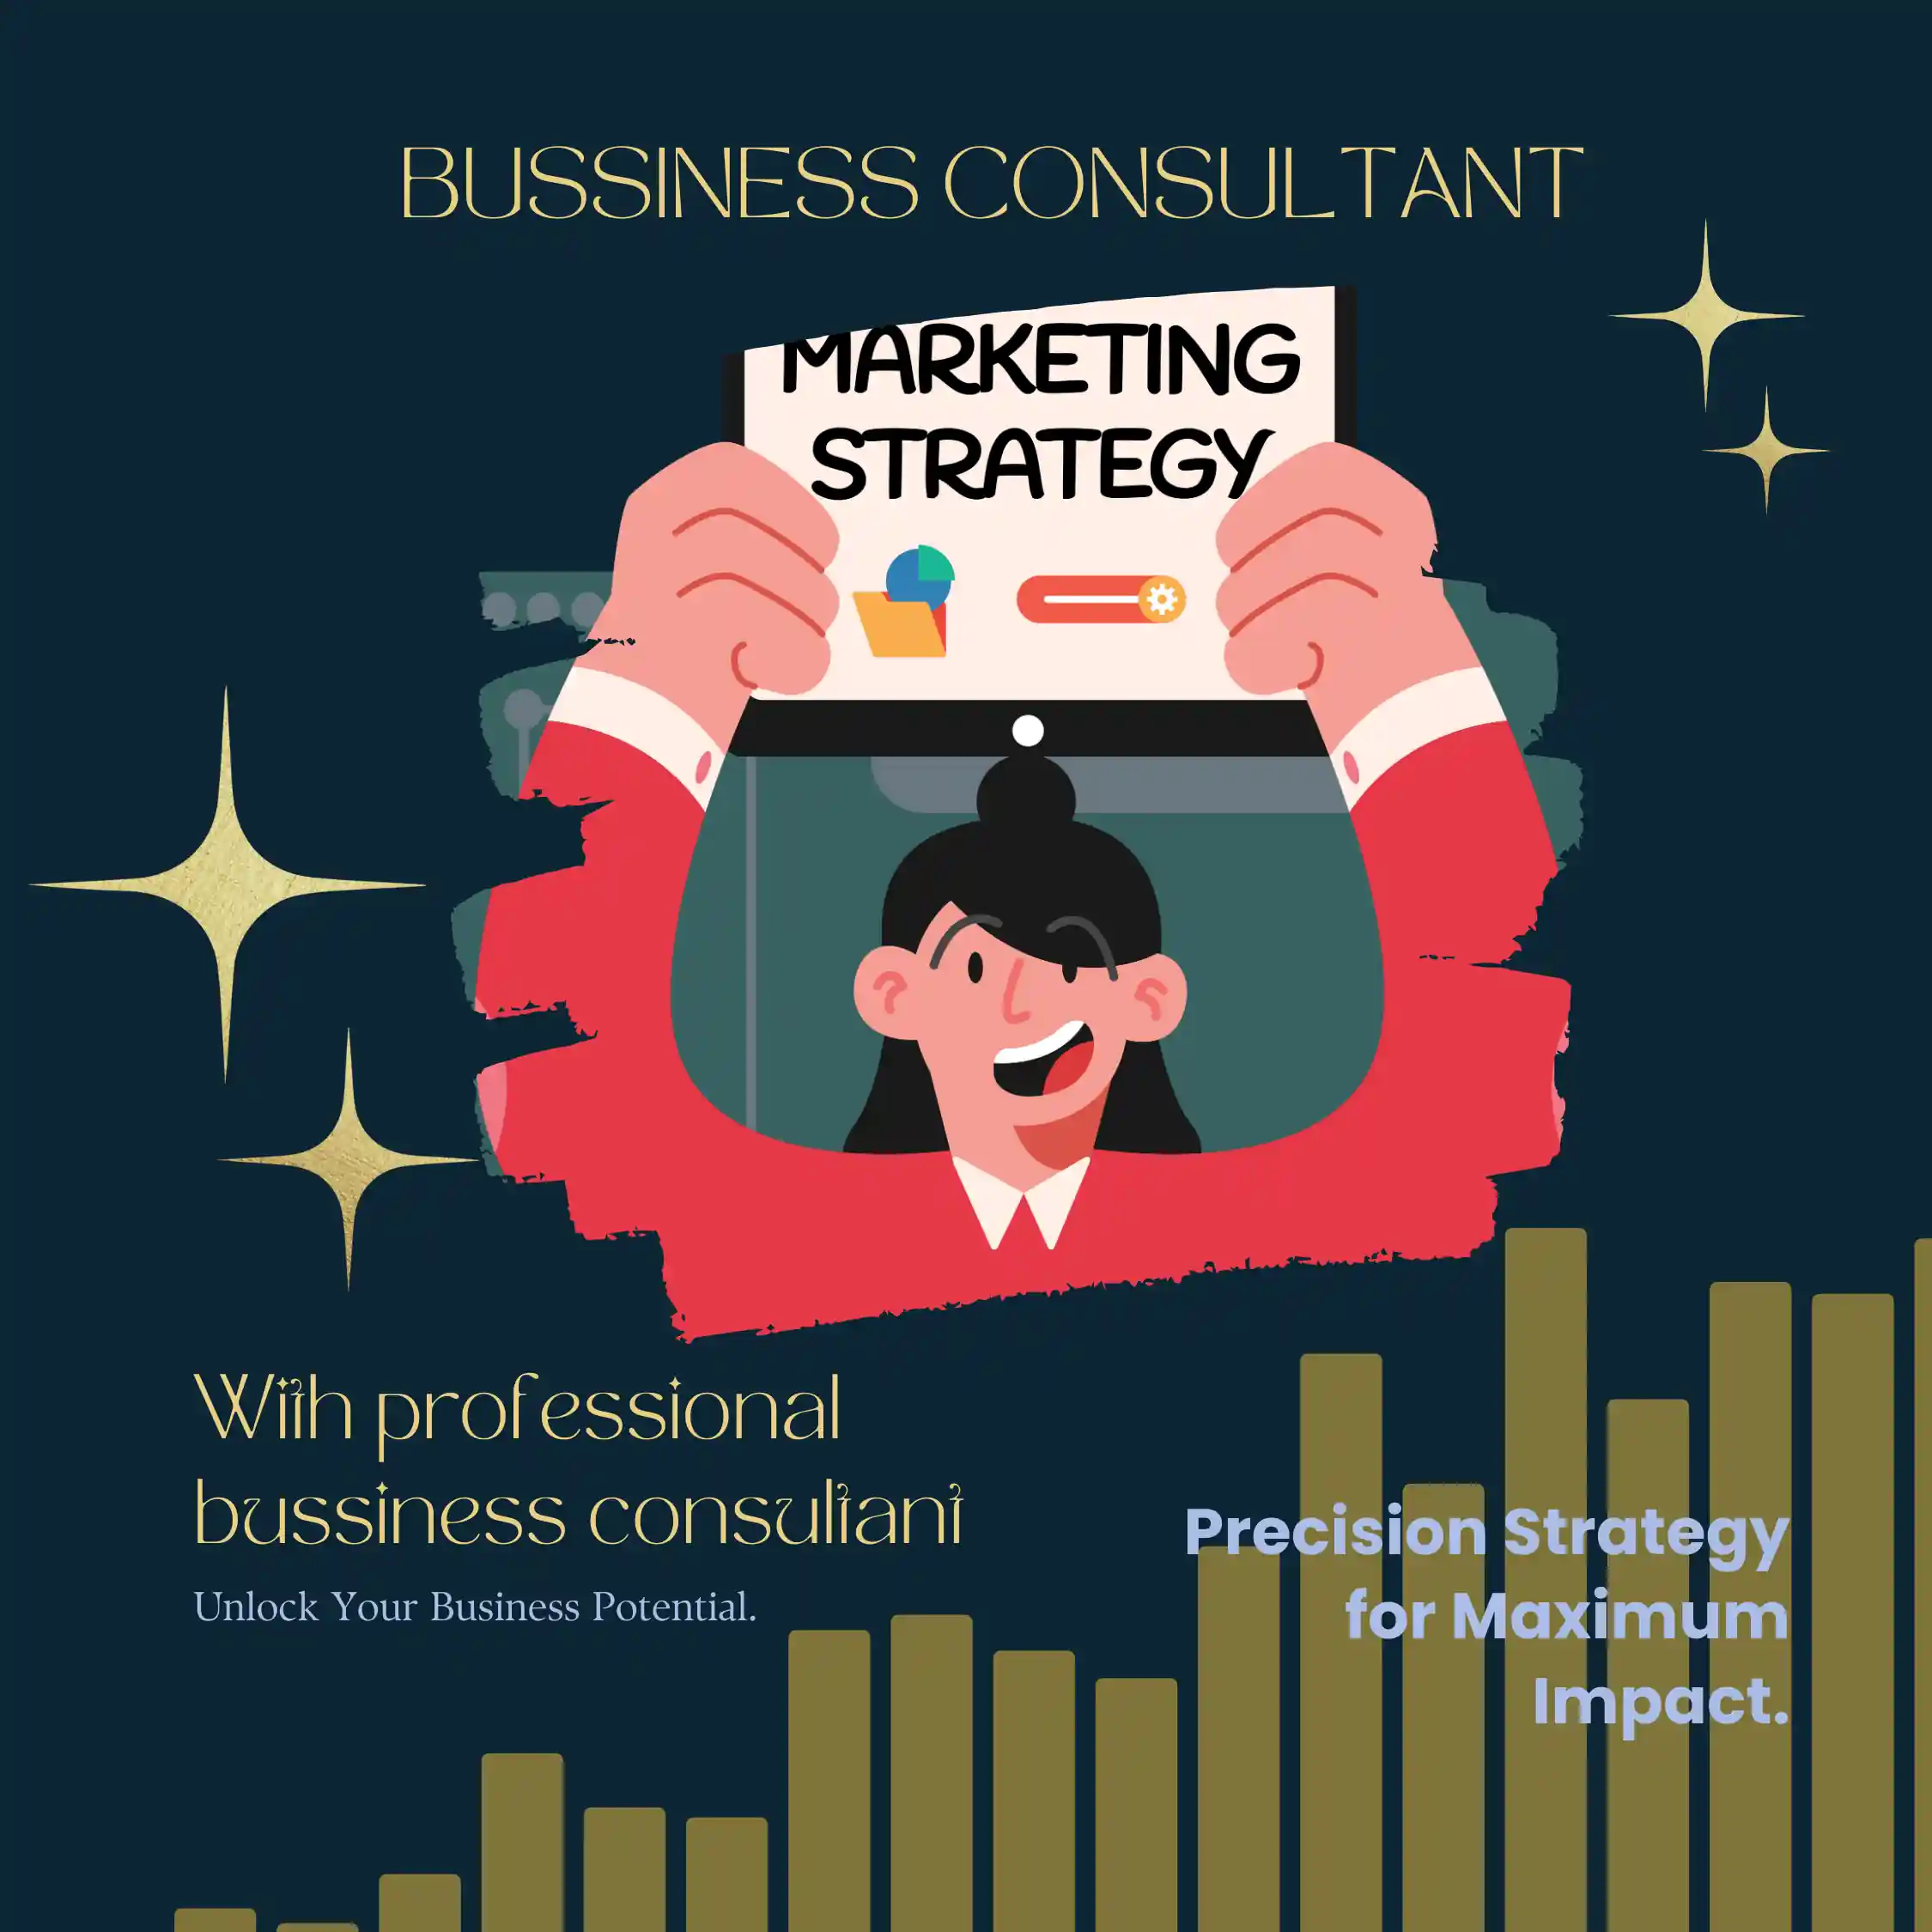 BUSSINESS CONSULTANT
MARKETING
STRATEGY
With professional
bussiness consultant
Unlock Your Business Potential.
Precision Strategy
for Maximum
Impact.